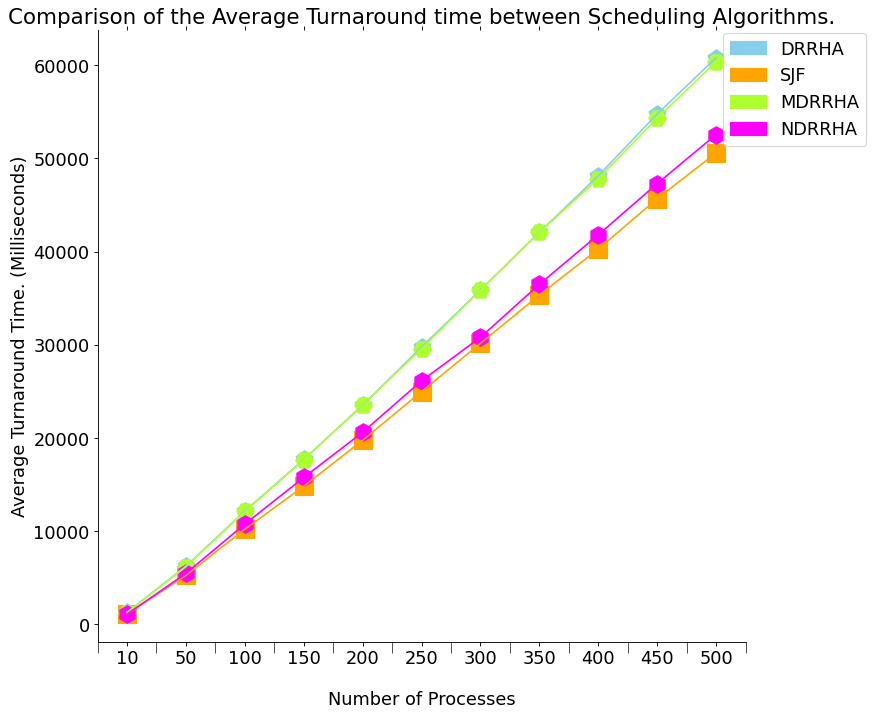 Comparison of the Average Turnaround time between Scheduling Algorithms.
DRRHA
SJF
MDRRHA
NDRRHA
Average Turnaround Time. (Milliseconds)
60000
50000
40000
30000
20000
10000
0
10 50 100 150 200 250 300 350 400 450 500
Number of Processes